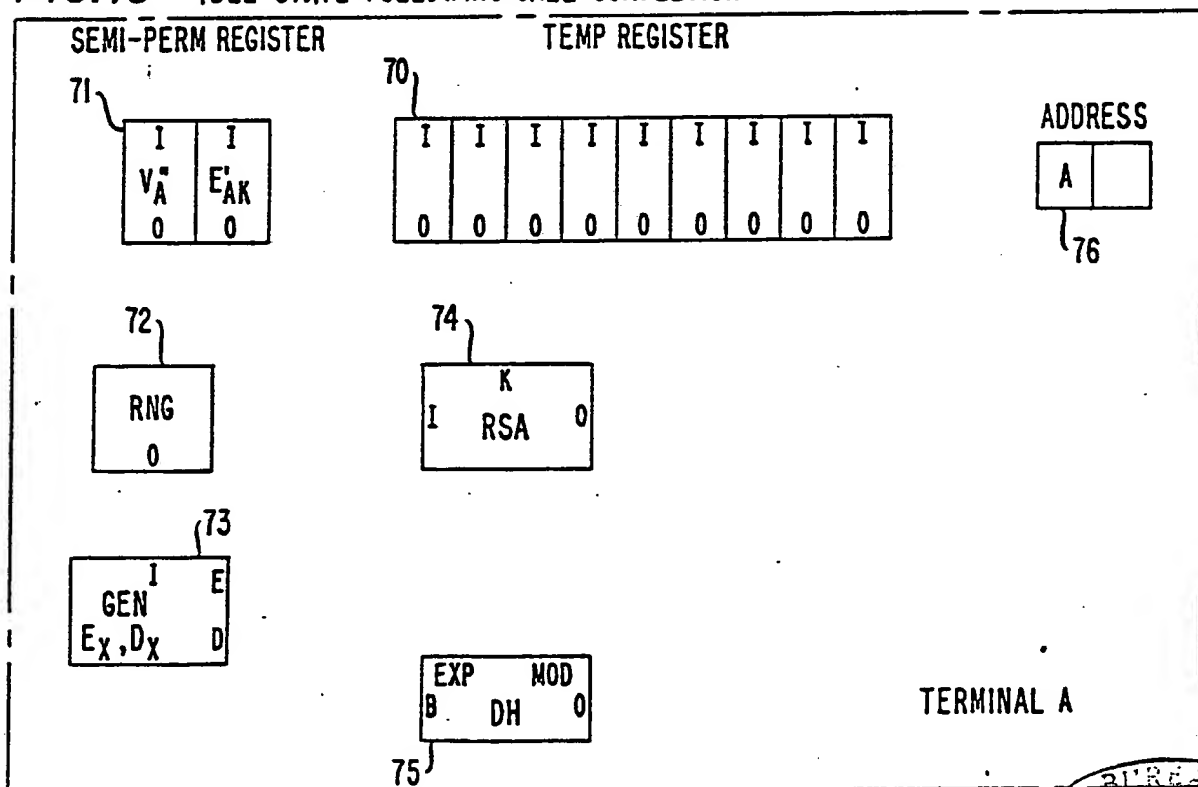 SEMI-PERM REGISTER TEMP REGISTER
71 70
I I I I I I I I I I I
V"A E'AK
0 0 0 0 0 0 0 0 0 0 0
ADDRESS
A
76
72 74
RNG
0
K
I RSA 0
73
I E
GEN
EX,DX D
EXP MOD
B DH 0
75
TERMINAL A